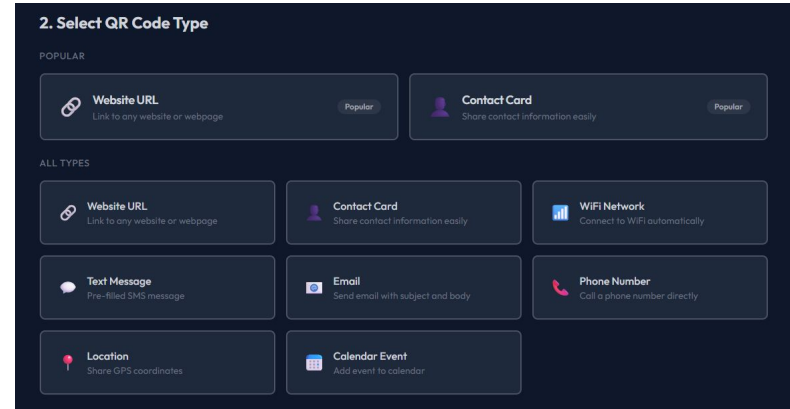 2. Select QR Code Type
POPULAR
Website URL
Link to any website or webpage
Popular
Contact Card
Share contact information easily
Popular
ALL TYPES
Website URL
Link to any website or webpage
Contact Card
Share contact information easily
WiFi Network
Connect to WiFi automatically
Text Message
Pre-filled SMS message
Email
Send email with subject and body
Phone Number
Call a phone number directly
Location
Share GPS coordinates
Calendar Event
Add event to calendar